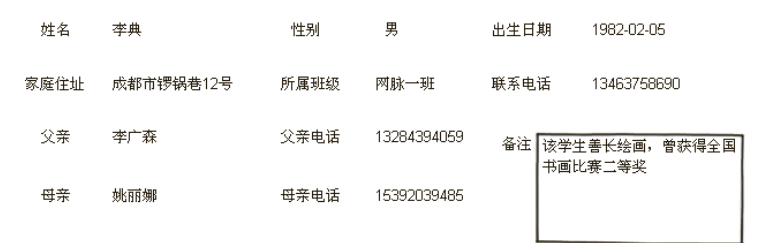 姓名 李典 性别 男 出生日期 1982-02-05
家庭住址 成都市锣锅巷12号 所属班级 网脉一班 联系电话 13463758690
父亲 李广森 父亲电话 13284394059 备注 该学生善长绘画，曾获得全国
书画比赛二等奖
母亲 姚丽娜 母亲电话 15392039485